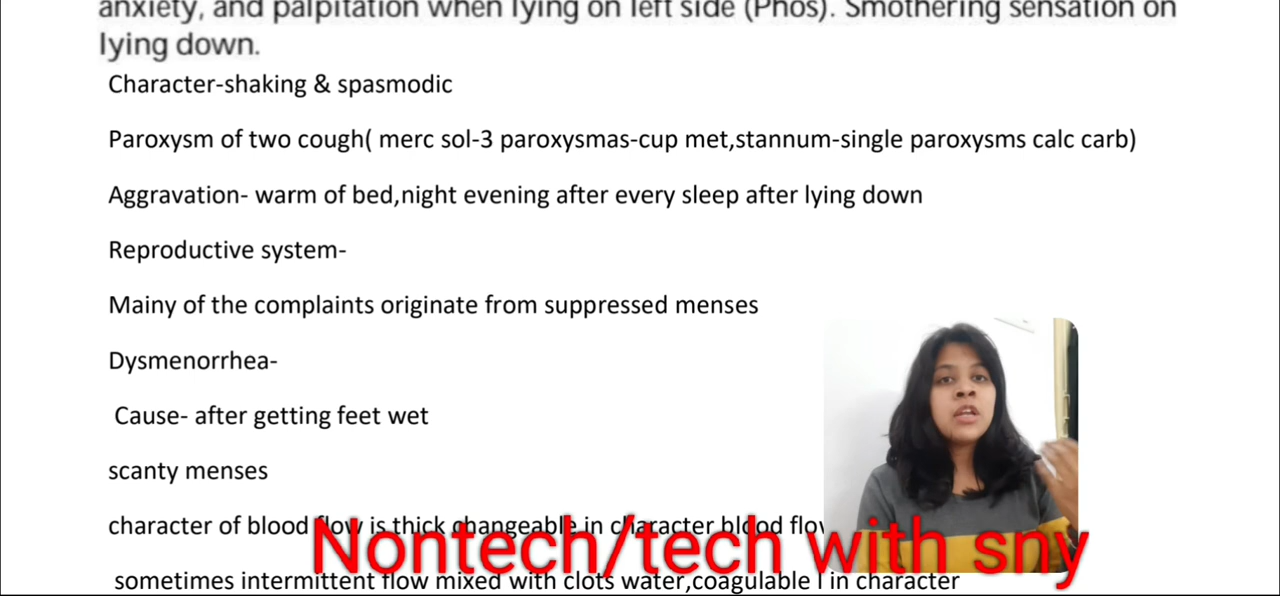 anxiety, and palpitation when lying on left side (Phos). Smothering sensation on
lying down.
Character-shaking & spasmodic
Paroxysm of two cough( merc sol-3 paroxysmas-cup met,stannum-single paroxysms calc carb)
Aggravation- warm of bed,night evening after every sleep after lying down
Reproductive system-
Mainy of the complaints originate from suppressed menses
Dysmenorrhea-
Cause- after getting feet wet
scanty menses
character of blood flow is thick changeable in character blood
Nontech/tech with sny
sometimes intermittent flow mixed with clots water,coagulable in character